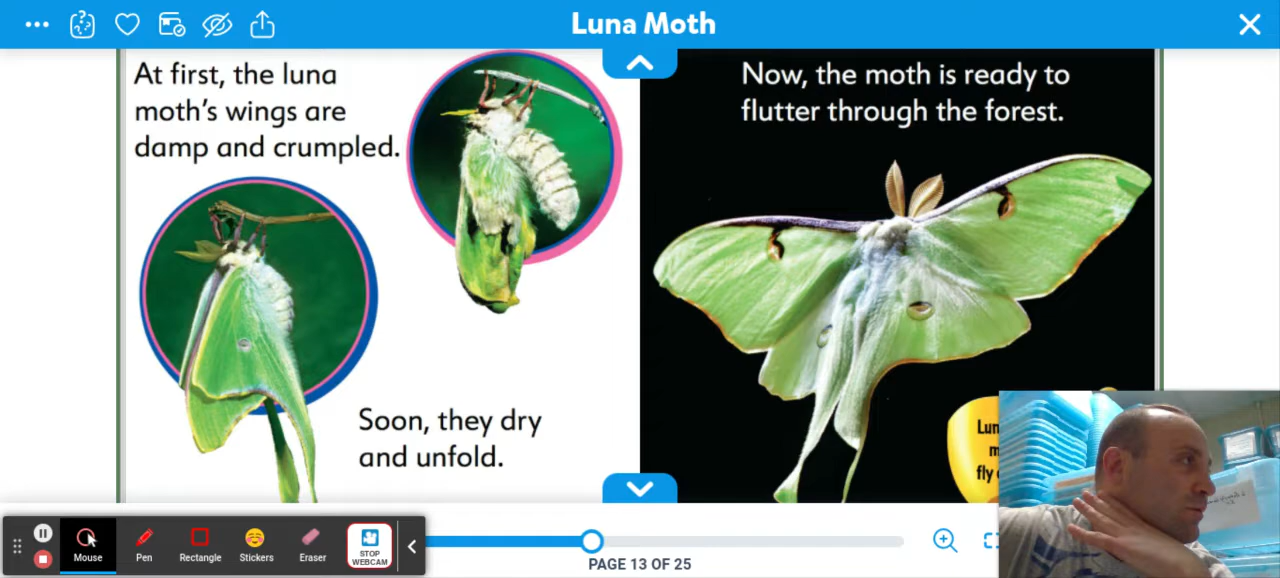 Luna Moth
At first, the luna
moth's wings are
damp and crumpled.
Soon, they dry
and unfold.
Now, the moth is ready to
flutter through the forest.
fly
Mouse
Pen
Rectangle
Stickers
Eraser
STOP
WEBCAM
PAGE 13 OF 25